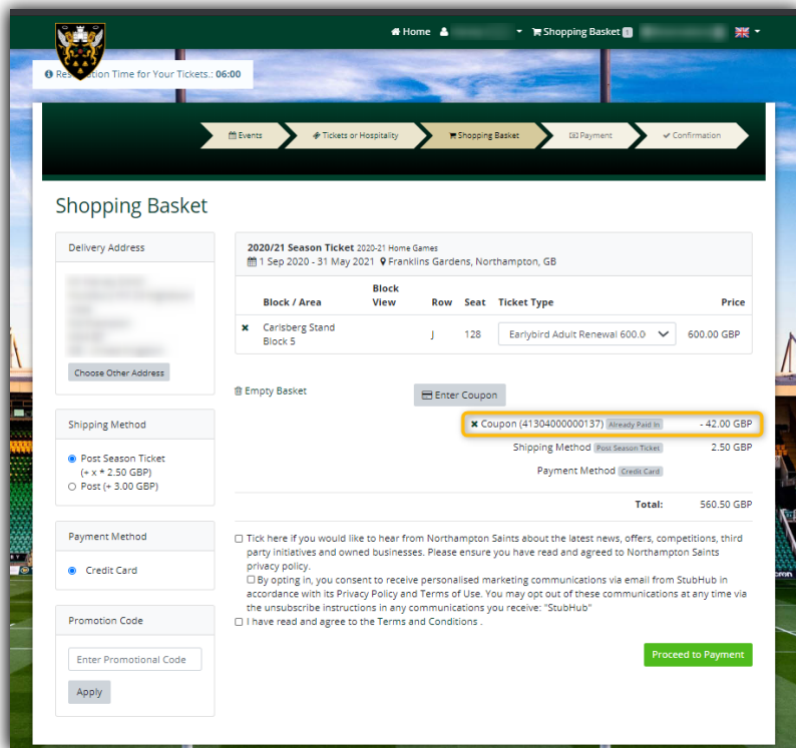 Home
Shopping Basket
Time for Your Tickets.: 06:00
Events
Tickets or Hospitality
Shopping Basket
Payment
Confirmation
Shopping Basket
Delivery Address
Choose Other Address
Shipping Method
Post Season Ticket
(+ x * 2.50 GBP)
Post (+ 3.00 GBP)
Payment Method
Credit Card
Promotion Code
Enter Promotional Code
Apply
2020/21 Season Ticket 2020-21 Home Games
1 Sep 2020 - 31 May 2021 Franklins Gardens, Northampton, GB
Block / Area Block View Row Seat Ticket Type Price
Carlsberg Stand Block 5 J 128 Earlybird Adult Renewal 600.0 600.00 GBP
Empty Basket
Enter Coupon
Coupon (41304000000137) Already Paid In - 42.00 GBP
Shipping Method Post Season Ticket 2.50 GBP
Payment Method Credit Card
Total: 560.50 GBP
Tick here if you would like to hear from Northampton Saints about the latest news, offers, competitions, third
party initiatives and owned businesses. Please ensure you have read and agreed to Northampton Saints
privacy policy.
By opting in, you consent to receive personalised marketing communications via email from StubHub in
accordance with its Privacy Policy and Terms of Use. You may opt out of these communications at any time via
the unsubscribe instructions in any communications you receive: "StubHub"
I have read and agree to the Terms and Conditions .
Proceed to Payment